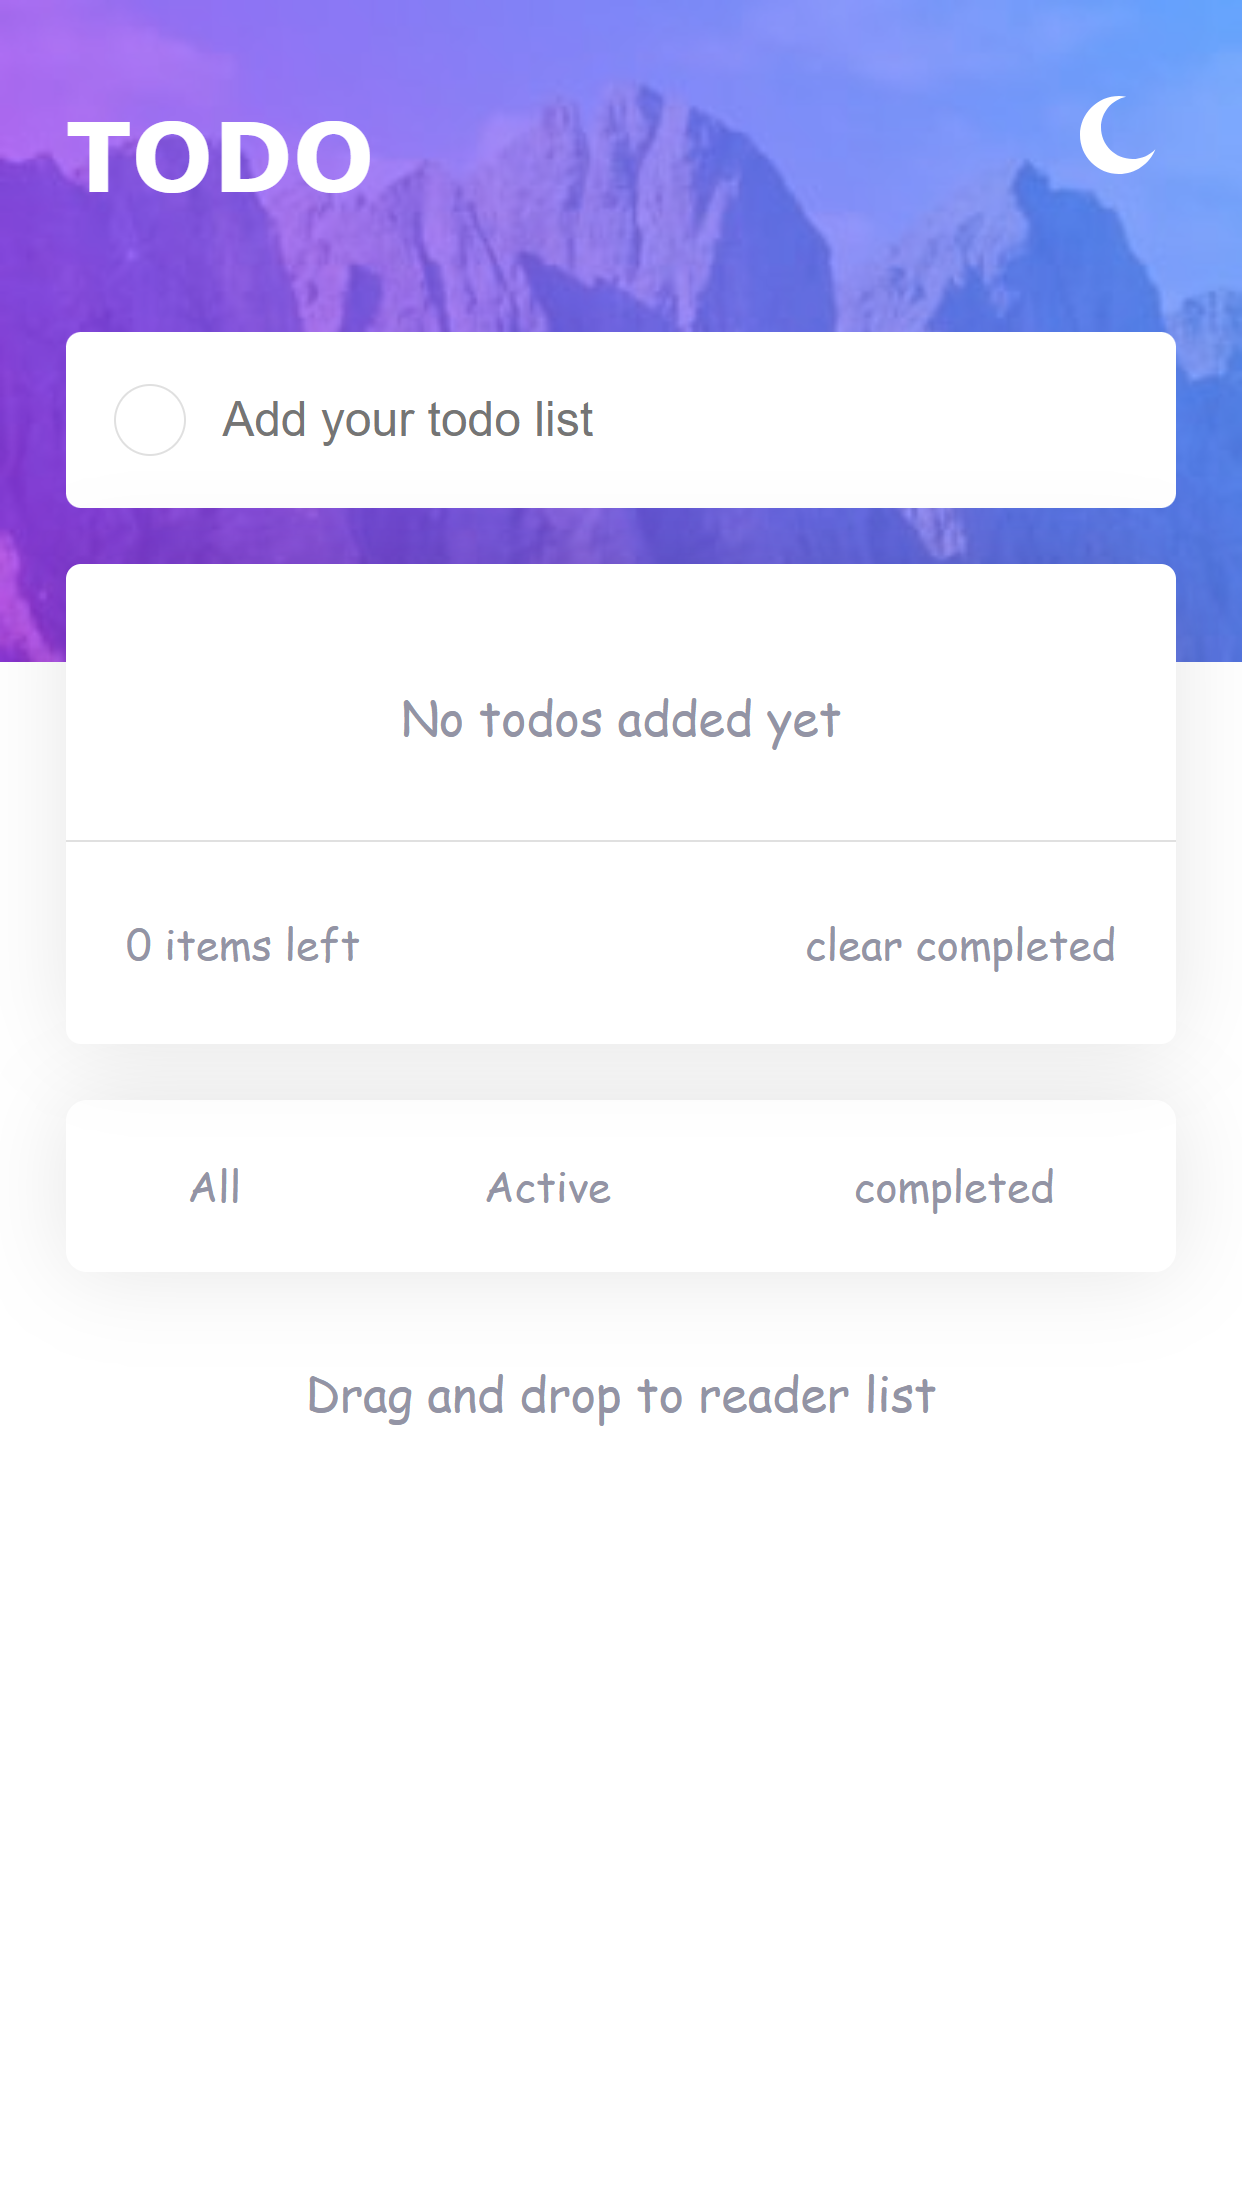 TODO
Add your todo list
No todos added yet
0 items left clear completed
All Active completed
Drag and drop to reader list